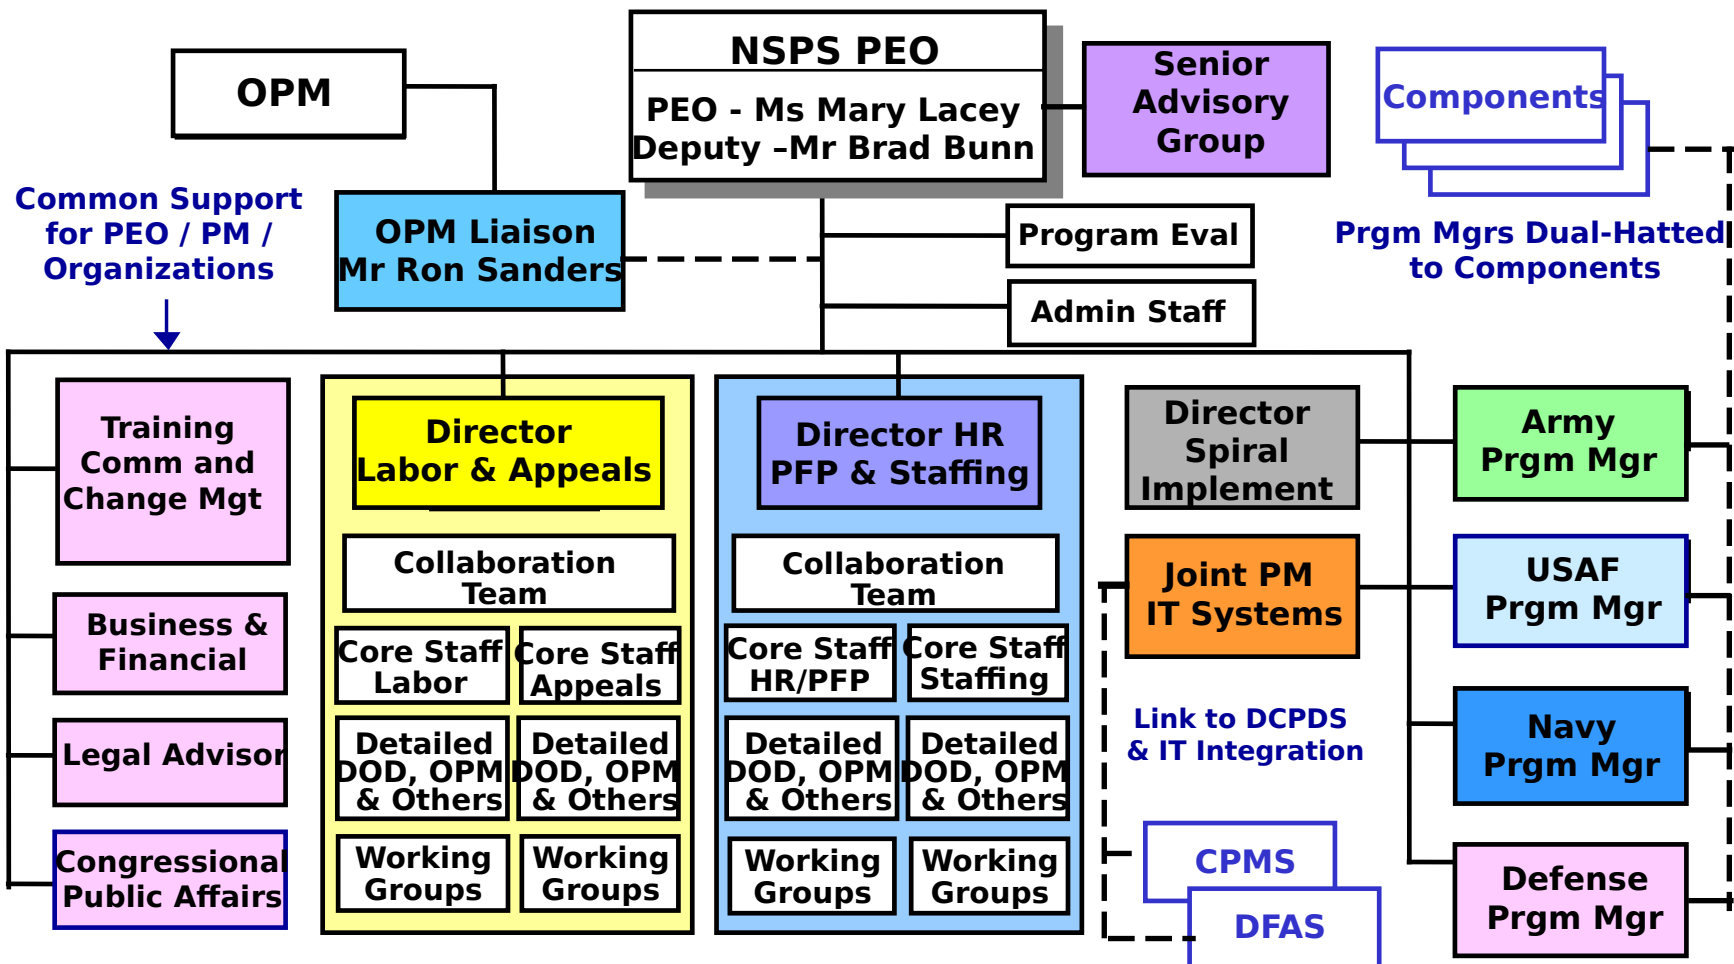 NSPS PEO
PEO - Ms Mary Lacey
Deputy –Mr Brad Bunn
OPM
Senior
Advisory
Group
Components
Common Support
for PEO / PM /
Organizations
OPM Liaison
Mr Ron Sanders
Program Eval
Admin Staff
Prgm Mgrs Dual-Hatted
to Components
Training
Comm and
Change Mgt
Business &
Financial
Legal Advisor
Congressional
Public Affairs
Director
Labor & Appeals
Collaboration
Team
Core Staff
Labor
Core Staff
Appeals
Detailed
DOD, OPM
& Others
Detailed
DOD, OPM
& Others
Working
Groups
Working
Groups
Director HR
PFP & Staffing
Collaboration
Team
Core Staff
HR/PFP
Core Staff
Staffing
Detailed
DOD, OPM
& Others
Detailed
DOD, OPM
& Others
Working
Groups
Working
Groups
Director
Spiral
Implement
Joint PM
IT Systems
Link to DCPDS
& IT Integration
CPMS
DFAS
Army
Prgm Mgr
USAF
Prgm Mgr
Navy
Prgm Mgr
Defense
Prgm Mgr